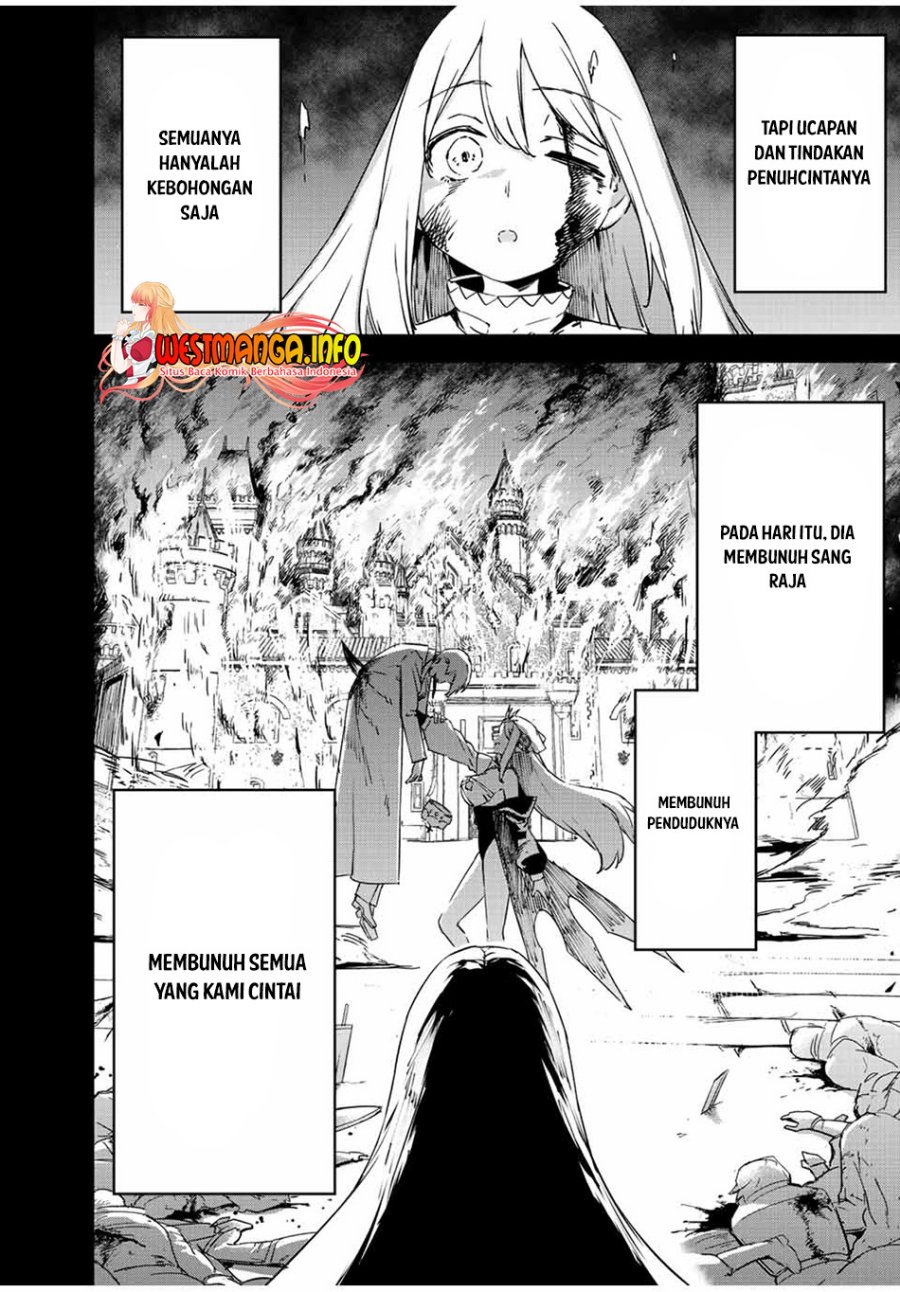 TAPI UCAPAN
DAN TINDAKAN
PENUHCINTANYA
SEMUANYA
HANYALAH
KEBOHONGAN
SAJA
WESTMANGA.INFO
Situs Baca Komik Berbahasa Indonesia
PADA HARI ITU, DIA
MEMBUNUH SANG
RAJA
MEMBUNUH
PENDUDUKNYA
MEMBUNUH SEMUA
YANG KAMI CINTAI